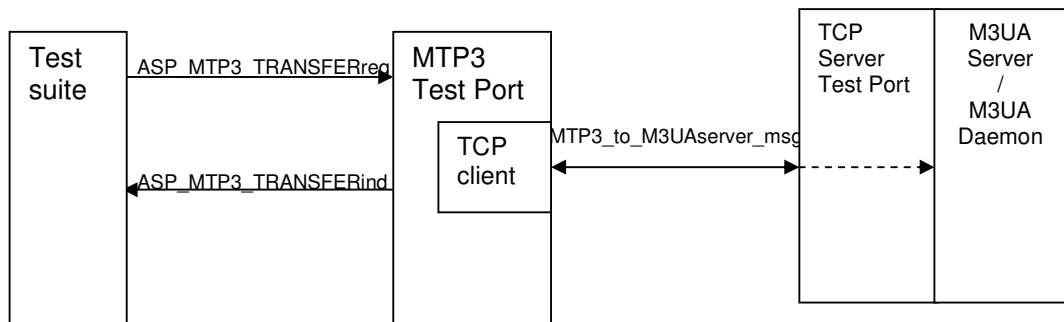 Test
suite
ASP_MTP3_TRANSFERreq
ASP_MTP3_TRANSFERind
MTP3
Test Port
TCP
client
MTP3_to_M3UAserver_msg
TCP
Server
Test Port
M3UA
Server
/
M3UA
Daemon